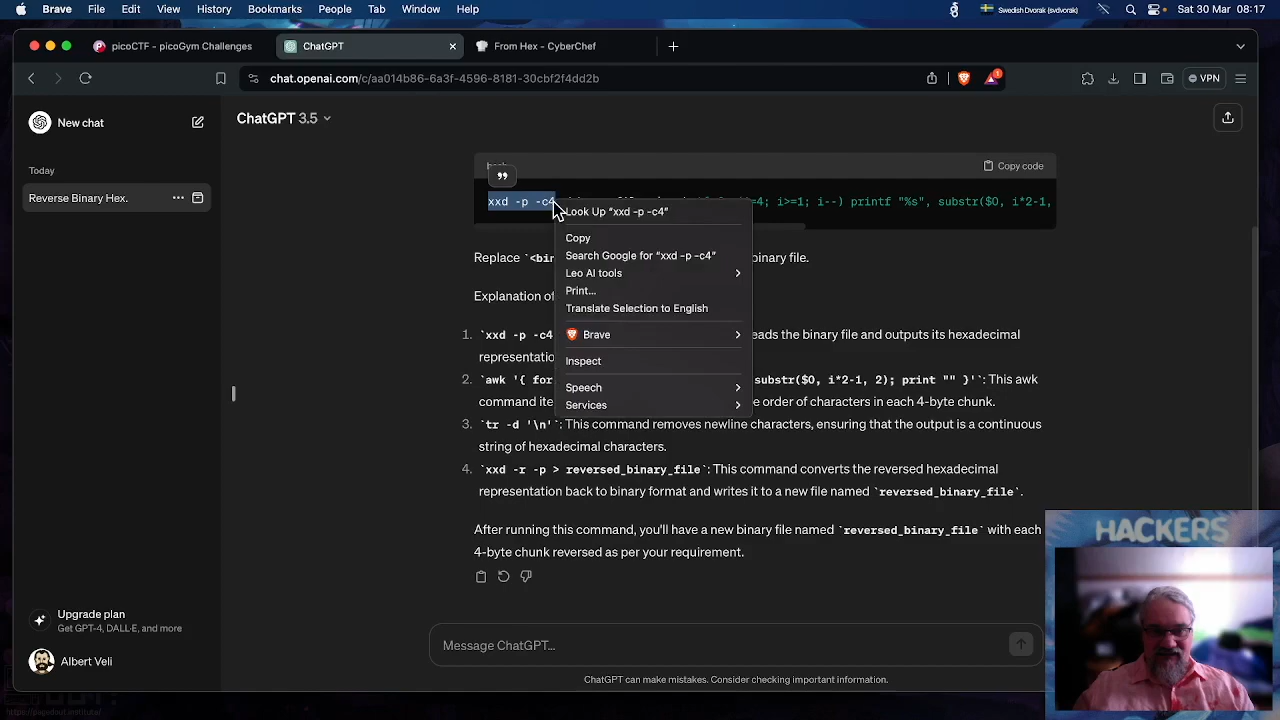 Brave File Edit View History Bookmarks People Tab Window Help
Swedish Dvorak (svdvorak) Sat 30 Mar 08:17
picoCTF - picoGym Challenges ChatGPT From Hex - CyberChef
chat.openai.com/c/aa014b86-6a3f-4596-8181-30cbf2f4dd2b
1
VPN
New chat
ChatGPT 3.5
Today
Reverse Binary Hex.
Copy code
xxd -p -c4
=4; i>=1; i--) printf "%s", substr($0, i*2-1,
Look Up “xxd -p -c4”
Copy
Search Google for “xxd -p -c4”
Leo AI tools
Print...
Translate Selection to English
Brave
Inspect
Speech
Services
Replace `<bin
binary file.
Explanation of
1. `xxd -p -c4
eads the binary file and outputs its hexadecimal
representation
2. `awk '{ for
substr($0, i*2-1, 2); print "" }'`: This awk
command ite
e order of characters in each 4-byte chunk.
3. `tr -d '\n'`: This command removes newline characters, ensuring that the output is a continuous
string of hexadecimal characters.
4. `xxd -r -p > reversed_binary_file`: This command converts the reversed hexadecimal
representation back to binary format and writes it to a new file named `reversed_binary_file`.
After running this command, you'll have a new binary file named `reversed_binary_file` with each
4-byte chunk reversed as per your requirement.
Upgrade plan
Get GPT-4, DALL·E, and more
Albert Veli
Message ChatGPT...
ChatGPT can make mistakes. Consider checking important information.
HACKERS